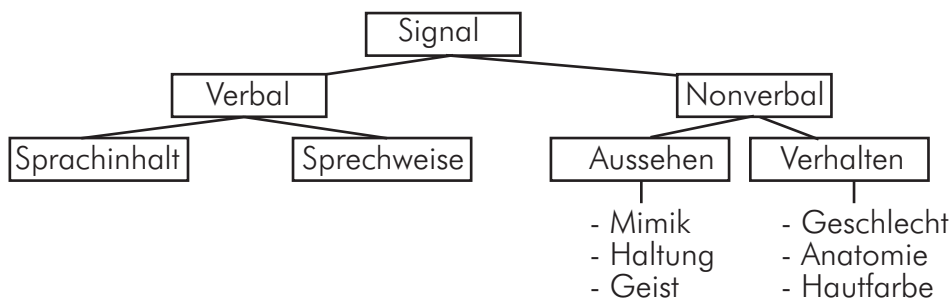 Signal
Verbal
Nonverbal
Sprachinhalt
Sprechweise
Aussehen
Verhalten
- Mimik
- Haltung
- Geist
- Geschlecht
- Anatomie
- Hautfarbe